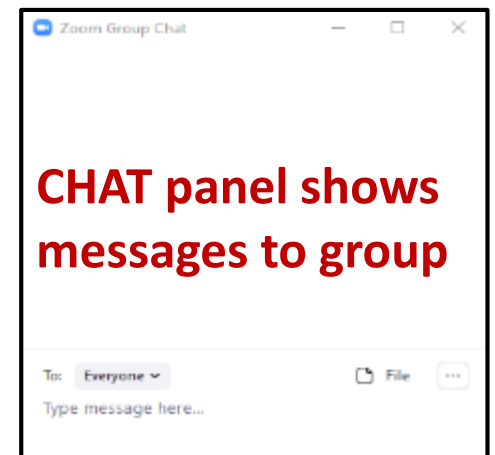 Zoom Group Chat
CHAT panel shows
messages to group
To: Everyone File ...
Type message here...